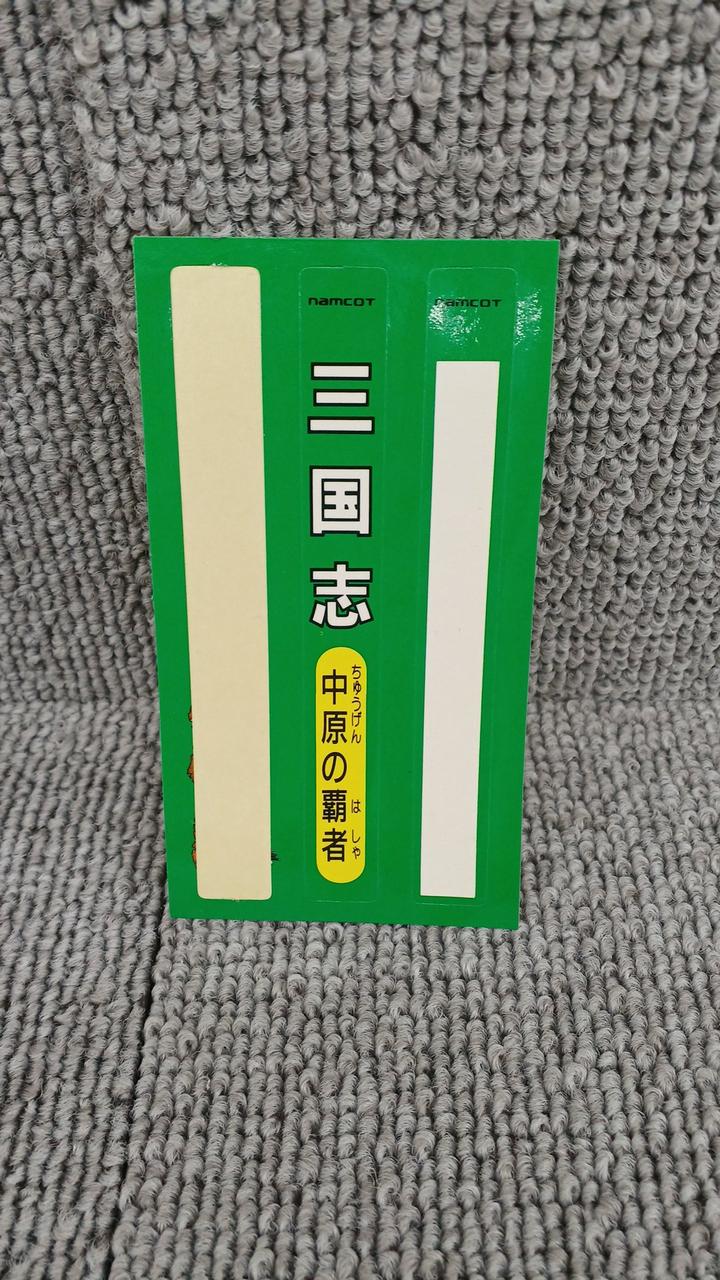 namcot
三国志
中原の覇者
ちゅうげん
はしゃ
namcot